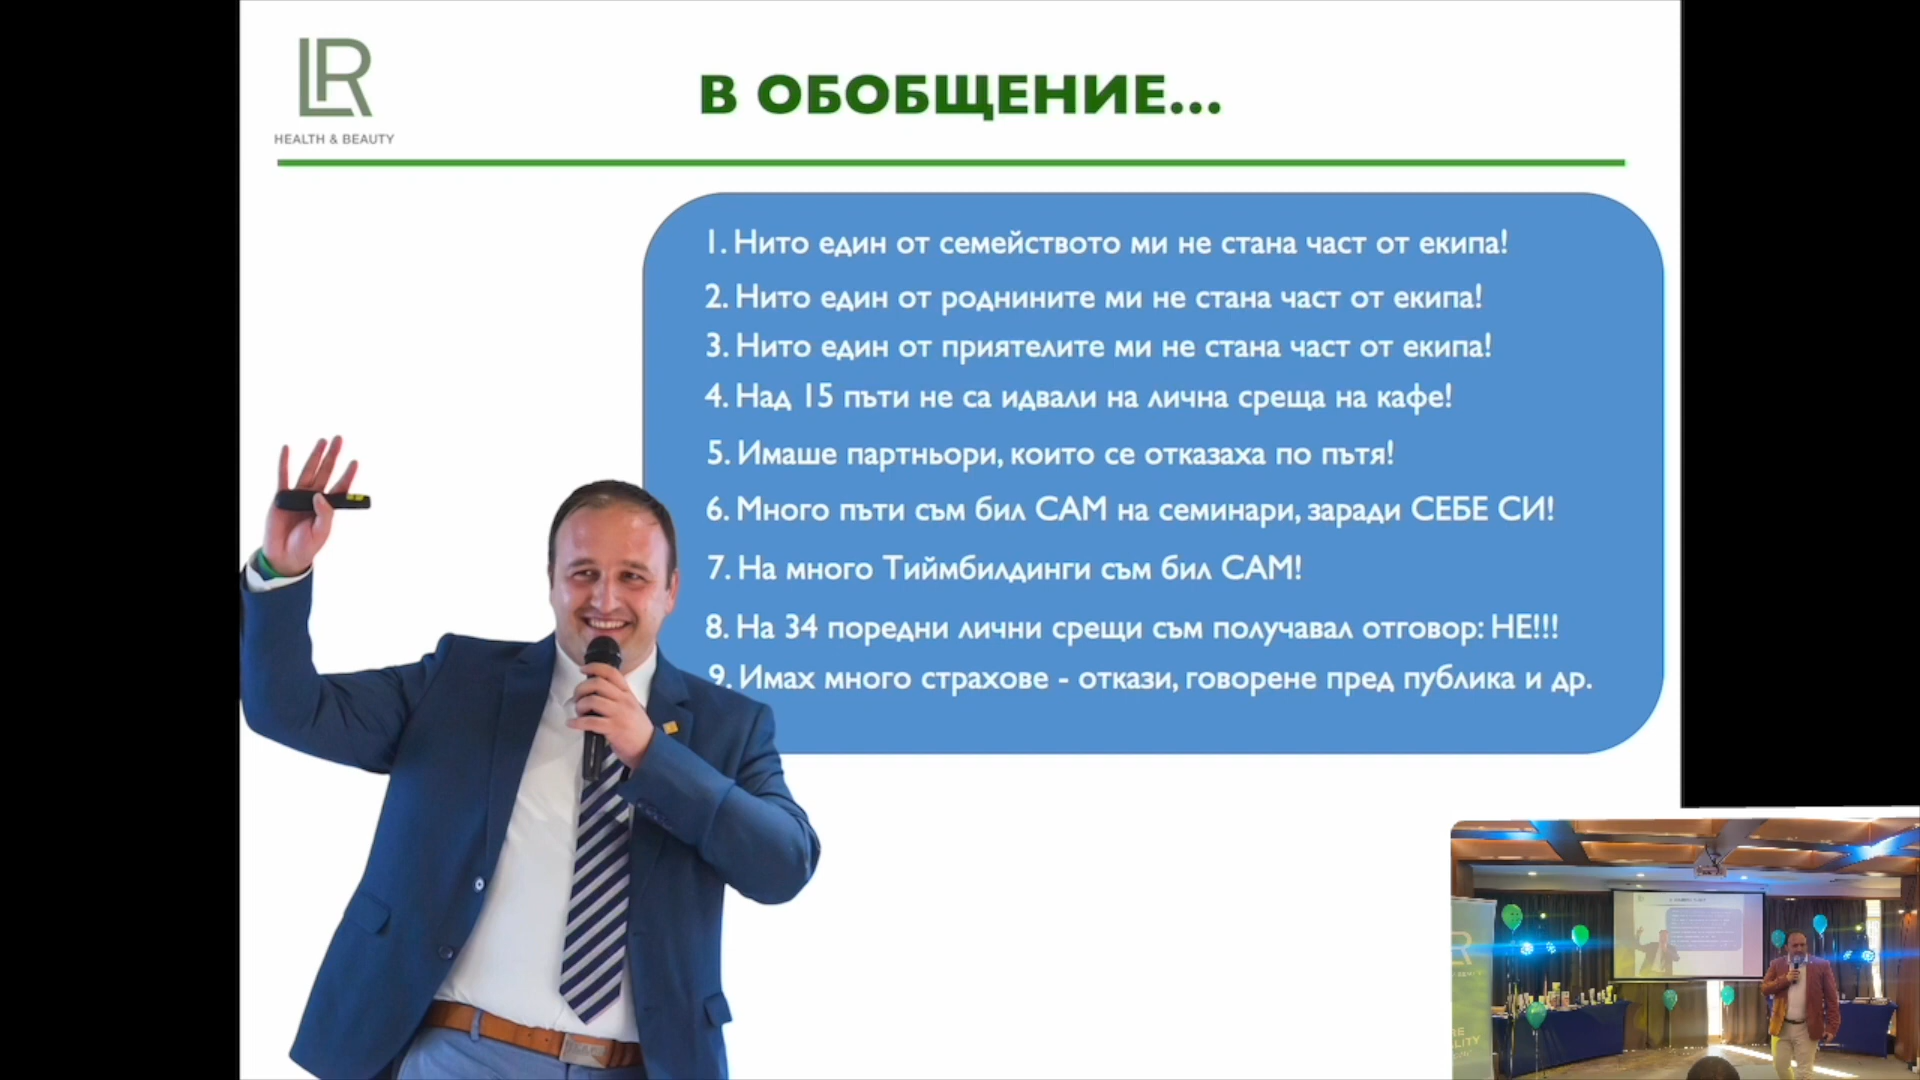 LR
HEALTH & BEAUTY
В ОБОБЩЕНИЕ...
1. Нито един от семейството ми не стана част от екипа!
2. Нито един от роднините ми не стана част от екипа!
3. Нито един от приятелите ми не стана част от екипа!
4. Над 15 пъти не са идвали на лична среща на кафе!
5. Имаше партньори, които се отказаха по пътя!
6. Много пъти съм бил САМ на семинари, заради СЕБЕ СИ!
7. На много Тиймбилдинги съм бил САМ!
8. На 34 поредни лични срещи съм получавал отговор: НЕ!!!
9. Имах много страхове - откази, говорене пред публика и др.